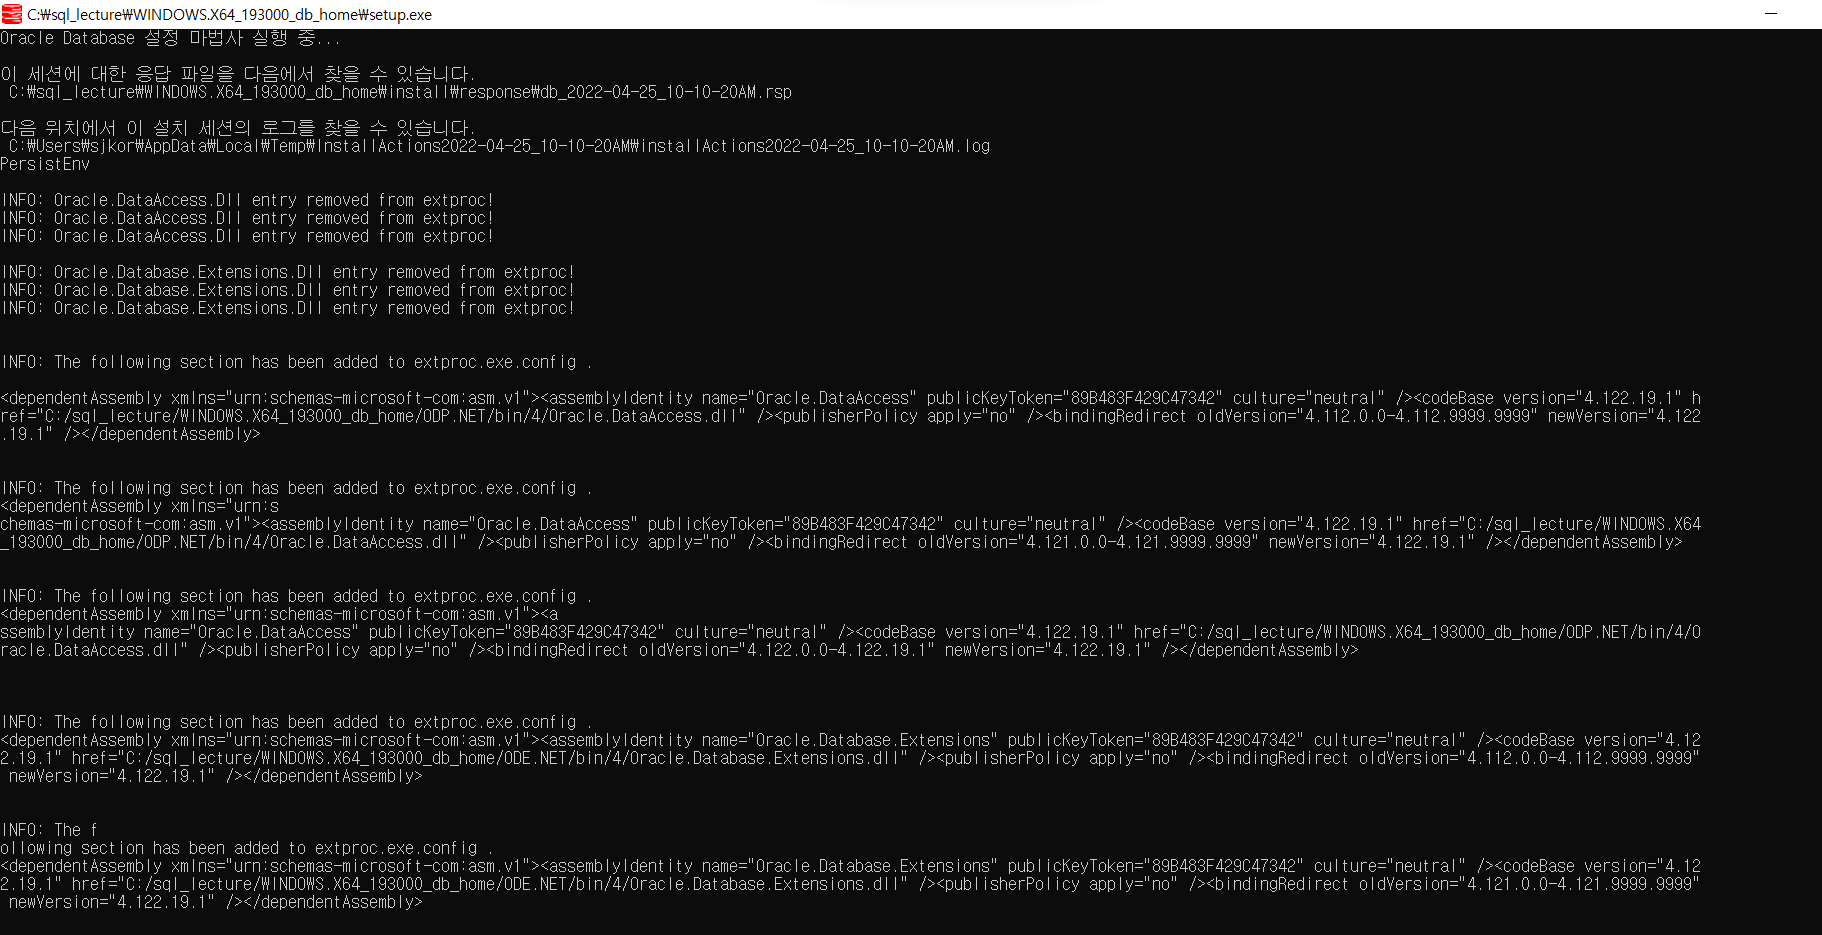 C:₩sql_lecture₩WINDOWS.X64_193000_db_home₩setup.exe
Oracle Database 설정 마법사 실행 중...
이 세션에 대한 응답 파일을 다음에서 찾을 수 있습니다.
C:₩sql_lecture₩WINDOWS.X64_193000_db_home₩install₩response₩db_2022-04-25_10-10-20AM.rsp
다음 위치에서 이 설치 세션의 로그를 찾을 수 있습니다.
C:₩Users₩sjkor₩AppData₩Local₩Temp₩InstallActions2022-04-25_10-10-20AM₩installActions2022-04-25_10-10-20AM.log
PersistEnv
INFO: Oracle.DataAccess.Dll entry removed from extproc!
INFO: Oracle.DataAccess.Dll entry removed from extproc!
INFO: Oracle.DataAccess.Dll entry removed from extproc!
INFO: Oracle.Database.Extensions.Dll entry removed from extproc!
INFO: Oracle.Database.Extensions.Dll entry removed from extproc!
INFO: Oracle.Database.Extensions.Dll entry removed from extproc!
INFO: The following section has been added to extproc.exe.config .
<dependentAssembly xmlns="urn:schemas-microsoft-com:asm.v1"><assemblyIdentity name="Oracle.DataAccess" publicKeyToken="89B483F429C47342" culture="neutral" /><codeBase version="4.122.19.1" h
ref="C:/sql_lecture/WINDOWS.X64_193000_db_home/ODP.NET/bin/4/Oracle.DataAccess.dll" /><publisherPolicy apply="no" /><bindingRedirect oldVersion="4.112.0.0-4.112.9999.9999" newVersion="4.122
.19.1" /></dependentAssembly>
INFO: The following section has been added to extproc.exe.config .
<dependentAssembly xmlns="urn:s
chemas-microsoft-com:asm.v1"><assemblyIdentity name="Oracle.DataAccess" publicKeyToken="89B483F429C47342" culture="neutral" /><codeBase version="4.122.19.1" href="C:/sql_lecture/WINDOWS.X64
_193000_db_home/ODP.NET/bin/4/Oracle.DataAccess.dll" /><publisherPolicy apply="no" /><bindingRedirect oldVersion="4.121.0.0-4.121.9999.9999" newVersion="4.122.19.1" /></dependentAssembly>
INFO: The following section has been added to extproc.exe.config .
<dependentAssembly xmlns="urn:schemas-microsoft-com:asm.v1"><a
ssemblyIdentity name="Oracle.DataAccess" publicKeyToken="89B483F429C47342" culture="neutral" /><codeBase version="4.122.19.1" href="C:/sql_lecture/WINDOWS.X64_193000_db_home/ODP.NET/bin/4/O
racle.DataAccess.dll" /><publisherPolicy apply="no" /><bindingRedirect oldVersion="4.122.0.0-4.122.19.1" newVersion="4.122.19.1" /></dependentAssembly>
INFO: The following section has been added to extproc.exe.config .
<dependentAssembly xmlns="urn:schemas-microsoft-com:asm.v1"><assemblyIdentity name="Oracle.Database.Extensions" publicKeyToken="89B483F429C47342" culture="neutral" /><codeBase version="4.12
2.19.1" href="C:/sql_lecture/WINDOWS.X64_193000_db_home/ODE.NET/bin/4/Oracle.Database.Extensions.dll" /><publisherPolicy apply="no" /><bindingRedirect oldVersion="4.112.0.0-4.112.9999.9999"
newVersion="4.122.19.1" /></dependentAssembly>
INFO: The f
ollowing section has been added to extproc.exe.config .
<dependentAssembly xmlns="urn:schemas-microsoft-com:asm.v1"><assemblyIdentity name="Oracle.Database.Extensions" publicKeyToken="89B483F429C47342" culture="neutral" /><codeBase version="4.12
2.19.1" href="C:/sql_lecture/WINDOWS.X64_193000_db_home/ODE.NET/bin/4/Oracle.Database.Extensions.dll" /><publisherPolicy apply="no" /><bindingRedirect oldVersion="4.121.0.0-4.121.9999.9999"
newVersion="4.122.19.1" /></dependentAssembly>